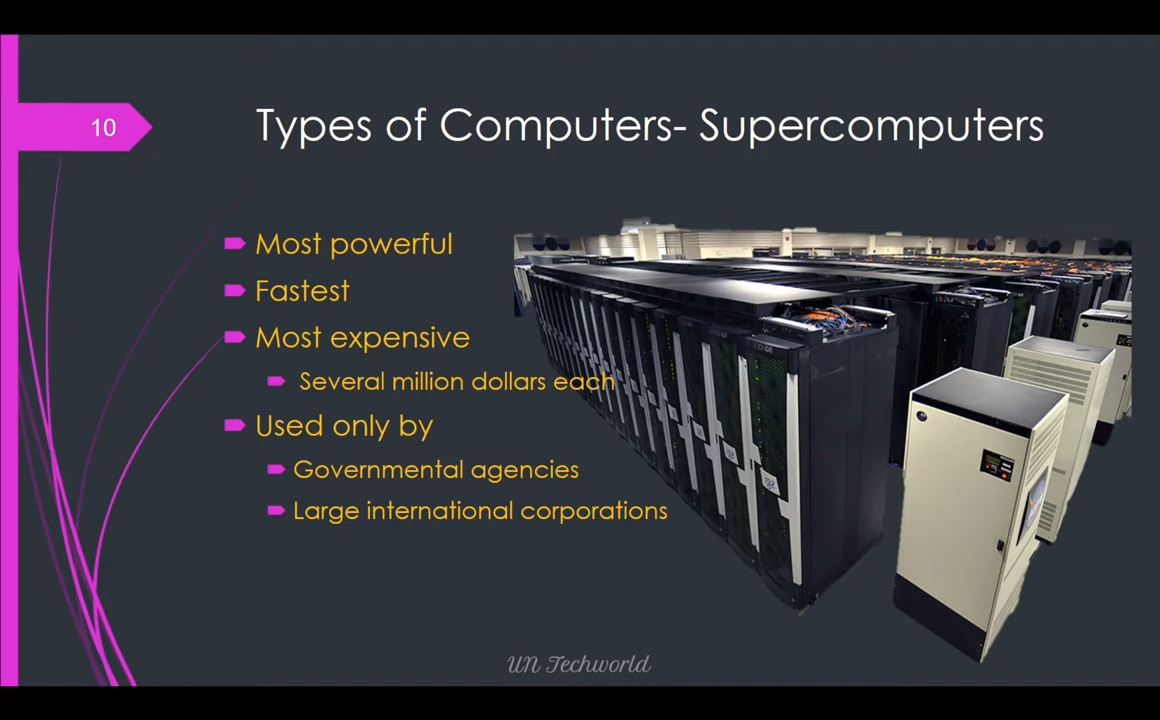 10
Types of Computers- Supercomputers
Most powerful
Fastest
Most expensive
Several million dollars each
Used only by
Governmental agencies
Large international corporations
UN Techworld